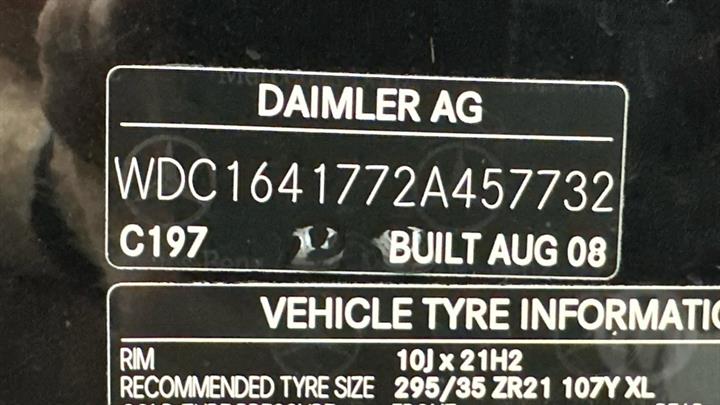 DAIMLER AG
WDC1641772A457732
C197 BUILT AUG 08
VEHICLE TYRE INFORMATIO
RIM 10J x 21H2
RECOMMENDED TYRE SIZE 295/35 ZR21 107Y XL